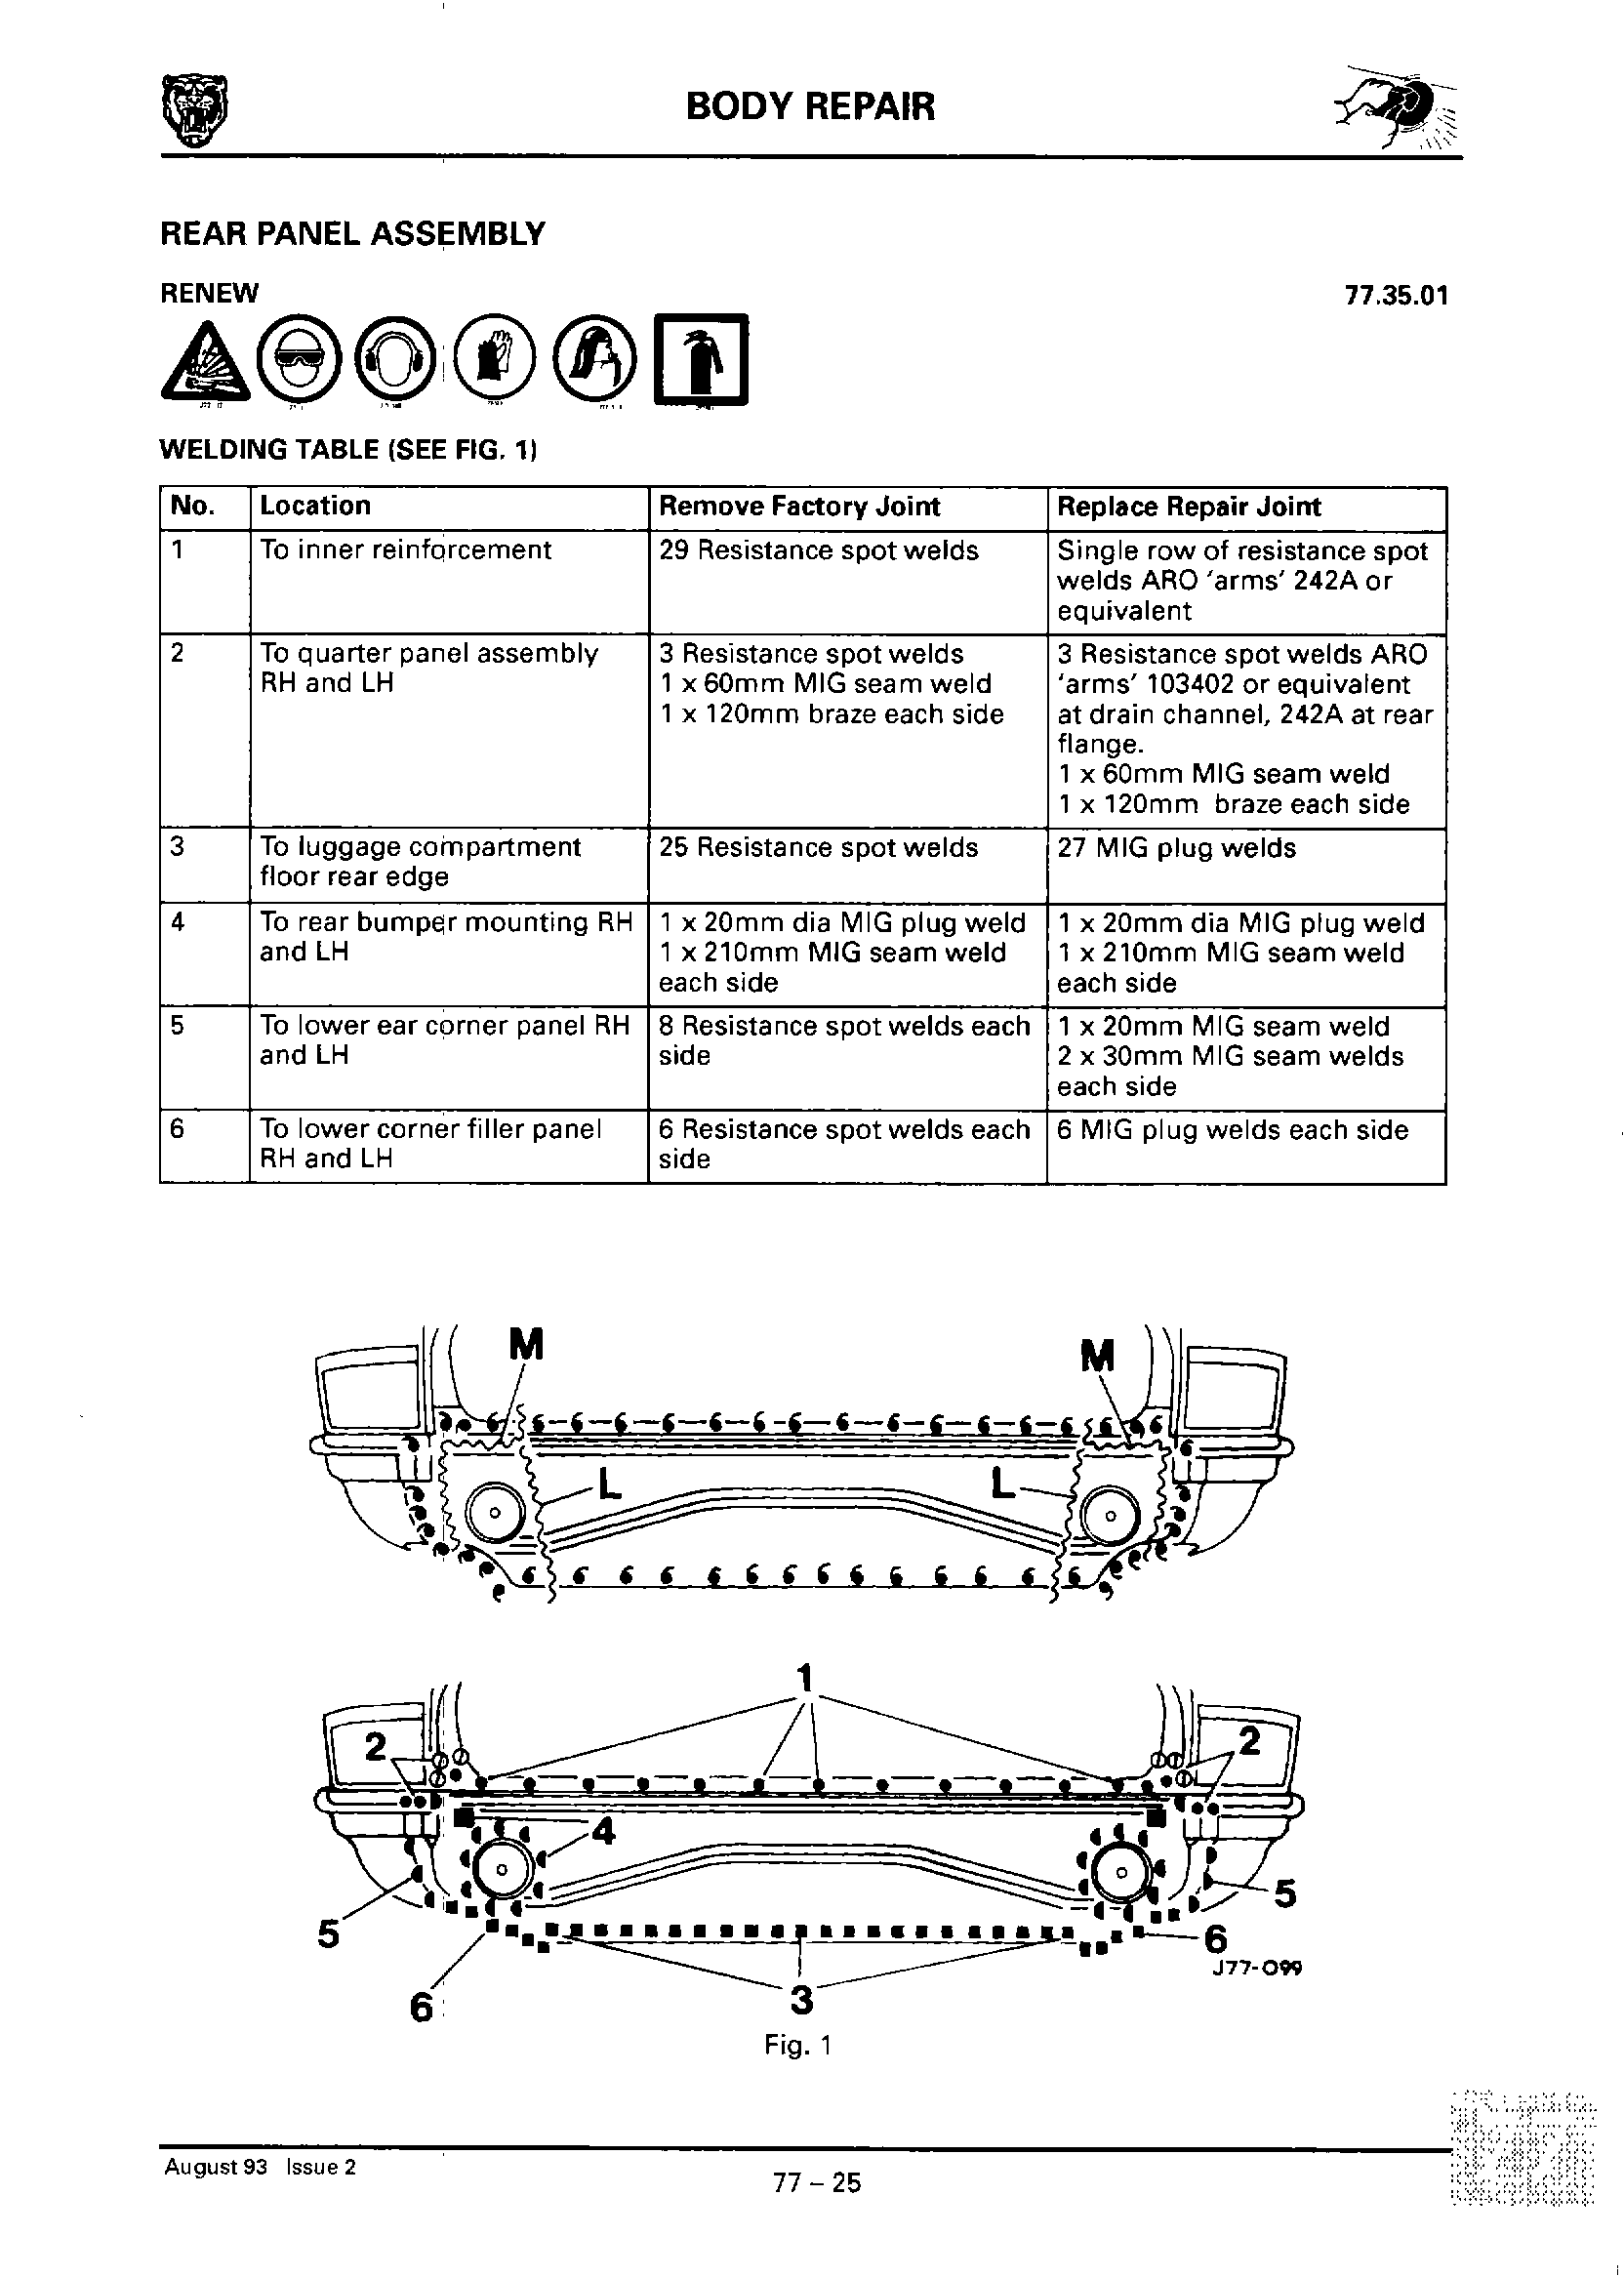 BODY REPAIR
REAR PANEL ASSEMBLY
RENEW
77.35.01
WELDING TABLE (SEE FIG. 1)
No. Location Remove Factory Joint Replace Repair Joint
1 To inner reinforcement 29 Resistance spot welds Single row of resistance spot
welds ARO 'arms' 242A or
equivalent
2 To quarter panel assembly 3 Resistance spot welds 3 Resistance spot welds ARO
RH and LH 1 x 60mm MIG seam weld 'arms' 103402 or equivalent
1 x 120mm braze each side at drain channel, 242A at rear
flange.
1 x 60mm MIG seam weld
1 x 120mm braze each side
3 To luggage compartment 25 Resistance spot welds 27 MIG plug welds
floor rear edge
4 To rear bumper mounting RH 1 x 20mm dia MIG plug weld 1 x 20mm dia MIG plug weld
and LH 1 x 210mm MIG seam weld 1 x 210mm MIG seam weld
each side each side
5 To lower ear corner panel RH 8 Resistance spot welds each 1 x 20mm MIG seam weld
and LH side 2 x 30mm MIG seam welds
each side
6 To lower corner filler panel 6 Resistance spot welds each 6 MIG plug welds each side
RH and LH side
M M
L L
1
2 2
4
5 5
6 6
J77-099
3
Fig. 1
August 93 Issue 2
77 – 25